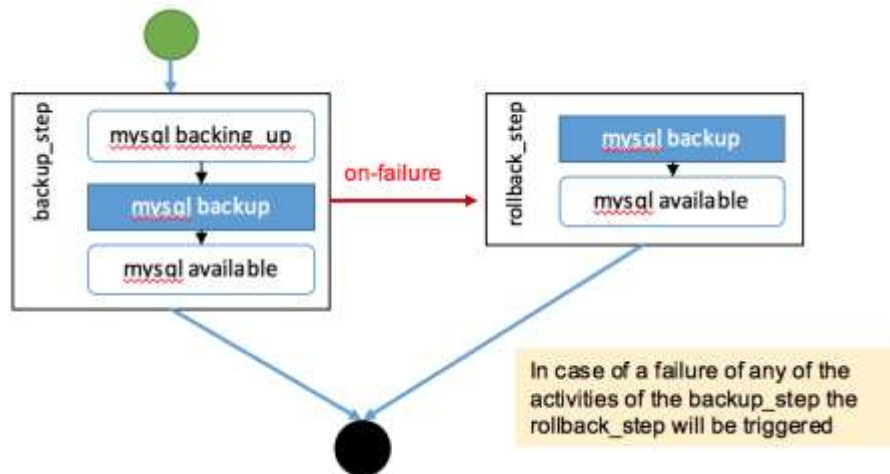 backup_step
mysql backing_up
mysql backup
mysql available
on-failure
rollback_step
mysql backup
mysql available
In case of a failure of any of the
activities of the backup_step the
rollback_step will be triggered